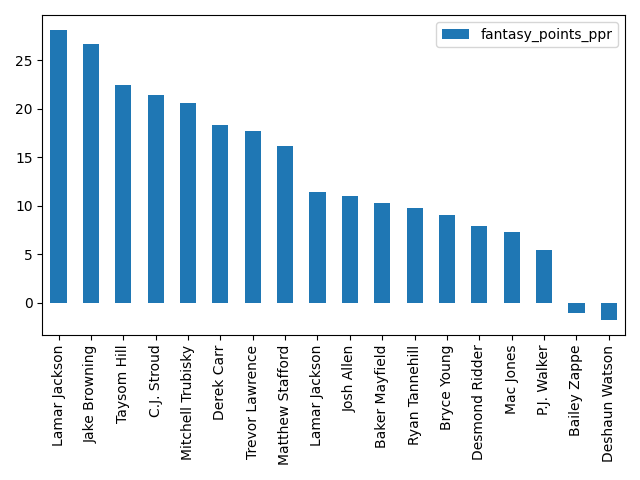 fantasy_points_ppr
25
20
15
10
5
0
Lamar Jackson
Jake Browning
Taysom Hill
C.J. Stroud
Mitchell Trubisky
Derek Carr
Trevor Lawrence
Matthew Stafford
Lamar Jackson
Josh Allen
Baker Mayfield
Ryan Tannehill
Bryce Young
Desmond Ridder
Mac Jones
P.J. Walker
Bailey Zappe
Deshaun Watson